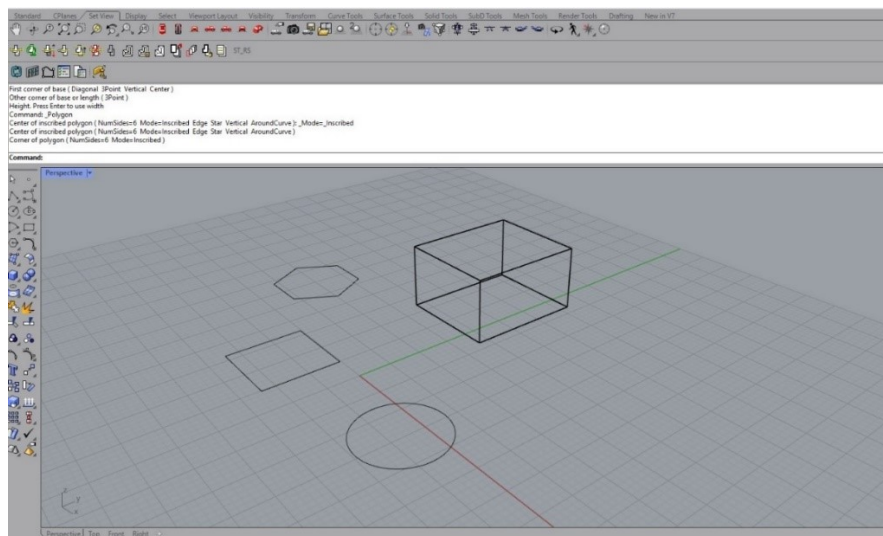 Standard CPlanes Set View Display Select Viewport Layout Visibility Transform Curve Tools Surface Tools Solid Tools SubD Tools Mesh Tools Render Tools Drafting New in V7
ST_RS
First corner of base ( Diagonal 3Point Vertical Center )
Other corner of base or length ( 3Point )
Height. Press Enter to use width
Command: _Polygon
Center of inscribed polygon ( NumSides=6 Mode=Inscribed Edge Star Vertical AroundCurve ): _Mode=_Inscribed
Center of inscribed polygon ( NumSides=6 Mode=Inscribed Edge Star Vertical AroundCurve )
Corner of polygon ( NumSides=6 Mode=Inscribed )
Command:
Perspective
z
y
x
Perspective Top Front Right